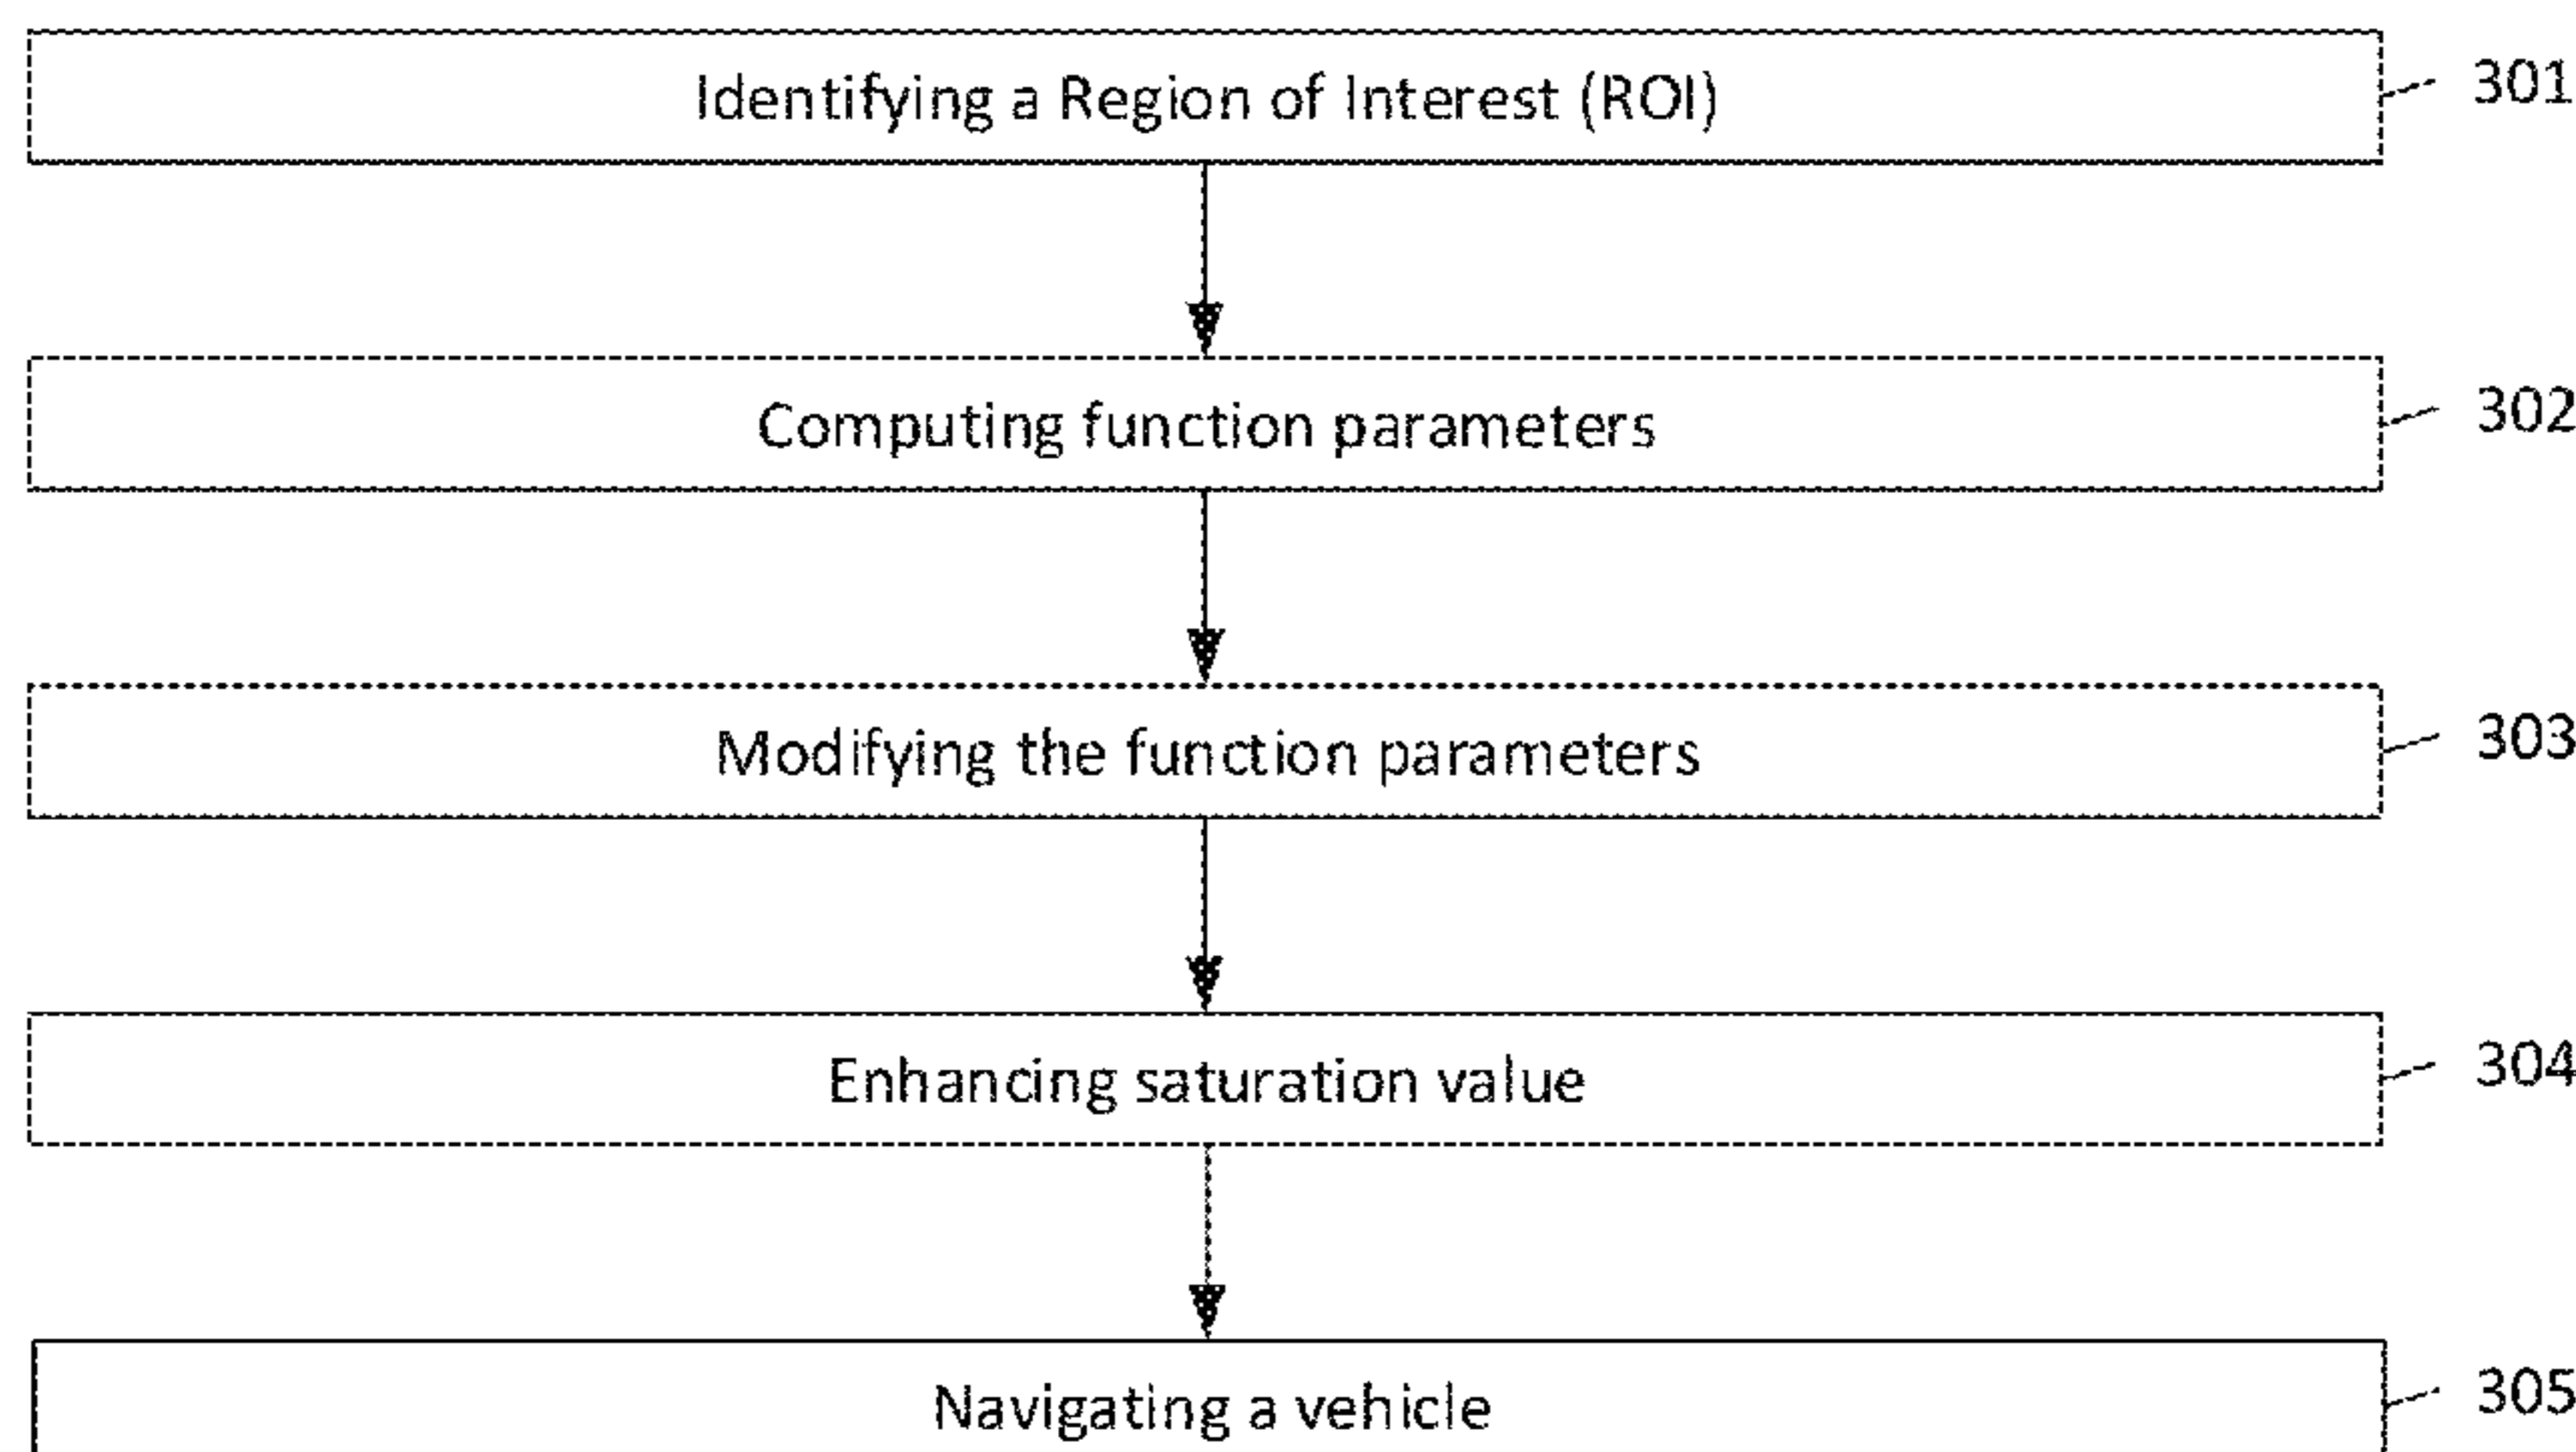 Identifying a Region of Interest (ROI) 301
Computing function parameters 302
Modifying the function parameters 303
Enhancing saturation value 304
Navigating a vehicle 305